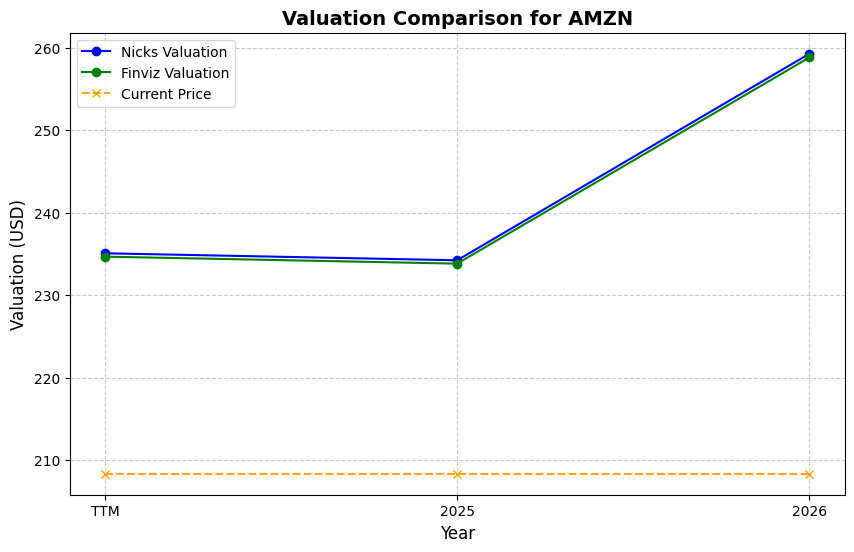 Valuation Comparison for AMZN
Nicks Valuation
Finviz Valuation
Current Price
Valuation (USD)
260
250
240
230
220
210
TTM
2025
2026
Year